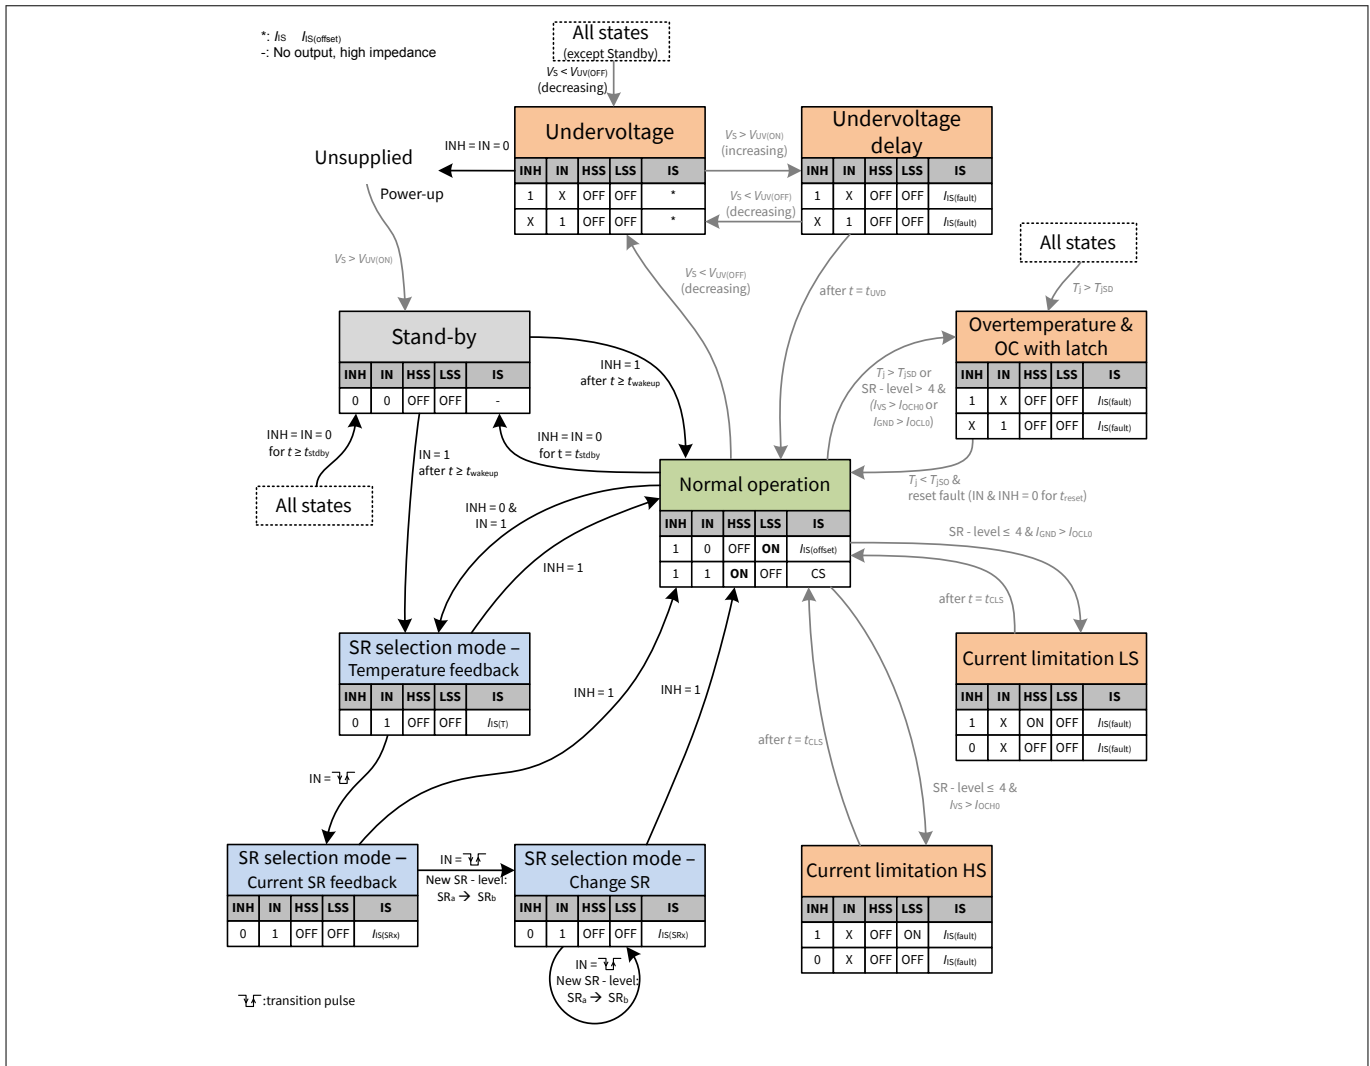 *: IIS IIS(offset)
-: No output, high impedance
All states
(except Standby)
VS < VUV(OFF)
(decreasing)
Undervoltage
INH IN HSS LSS IS
1 X OFF OFF *
X 1 OFF OFF *
VS > VUV(ON)
(increasing)
VS < VUV(OFF)
(decreasing)
Undervoltage
delay
INH IN HSS LSS IS
1 X OFF OFF IIS(fault)
X 1 OFF OFF IIS(fault)
INH = IN = 0
Unsupplied
Power-up
VS > VUV(ON)
VS < VUV(OFF)
(decreasing)
after t = tUVD
All states
Tj > TjSD
Stand-by
INH IN HSS LSS IS
0 0 OFF OFF -
INH = 1
after t ≥ twakeup
Tj > TjSD or
SR - level > 4 &
(IVS > IOCH0 or
IGND > IOCL0)
Overtemperature &
OC with latch
INH IN HSS LSS IS
1 X OFF OFF IIS(fault)
X 1 OFF OFF IIS(fault)
INH = IN = 0
for t ≥ tstdby
All states
IN = 1
after t ≥ twakeup
INH = IN = 0
for t = tstdby
Tj < TjSO &
reset fault (IN & INH = 0 for treset)
Normal operation
INH IN HSS LSS IS
1 0 OFF ON IIS(offset)
1 1 ON OFF CS
INH = 0 &
IN = 1
INH = 1
SR - level ≤ 4 & IGND > IOCL0
after t = tCLS
SR selection mode –
Temperature feedback
INH IN HSS LSS IS
0 1 OFF OFF IIS(T)
INH = 1
INH = 1
Current limitation LS
INH IN HSS LSS IS
1 X ON OFF IIS(fault)
0 X OFF OFF IIS(fault)
after t = tCLS
IN =
SR - level ≤ 4 &
IVS > IOCH0
SR selection mode –
Current SR feedback
INH IN HSS LSS IS
0 1 OFF OFF IIS(SRx)
IN =
New SR - level:
SRa → SRb
SR selection mode –
Change SR
INH IN HSS LSS IS
0 1 OFF OFF IIS(SRx)
IN =
New SR - level:
SRa → SRb
Current limitation HS
INH IN HSS LSS IS
1 X OFF ON IIS(fault)
0 X OFF OFF IIS(fault)
:transition pulse